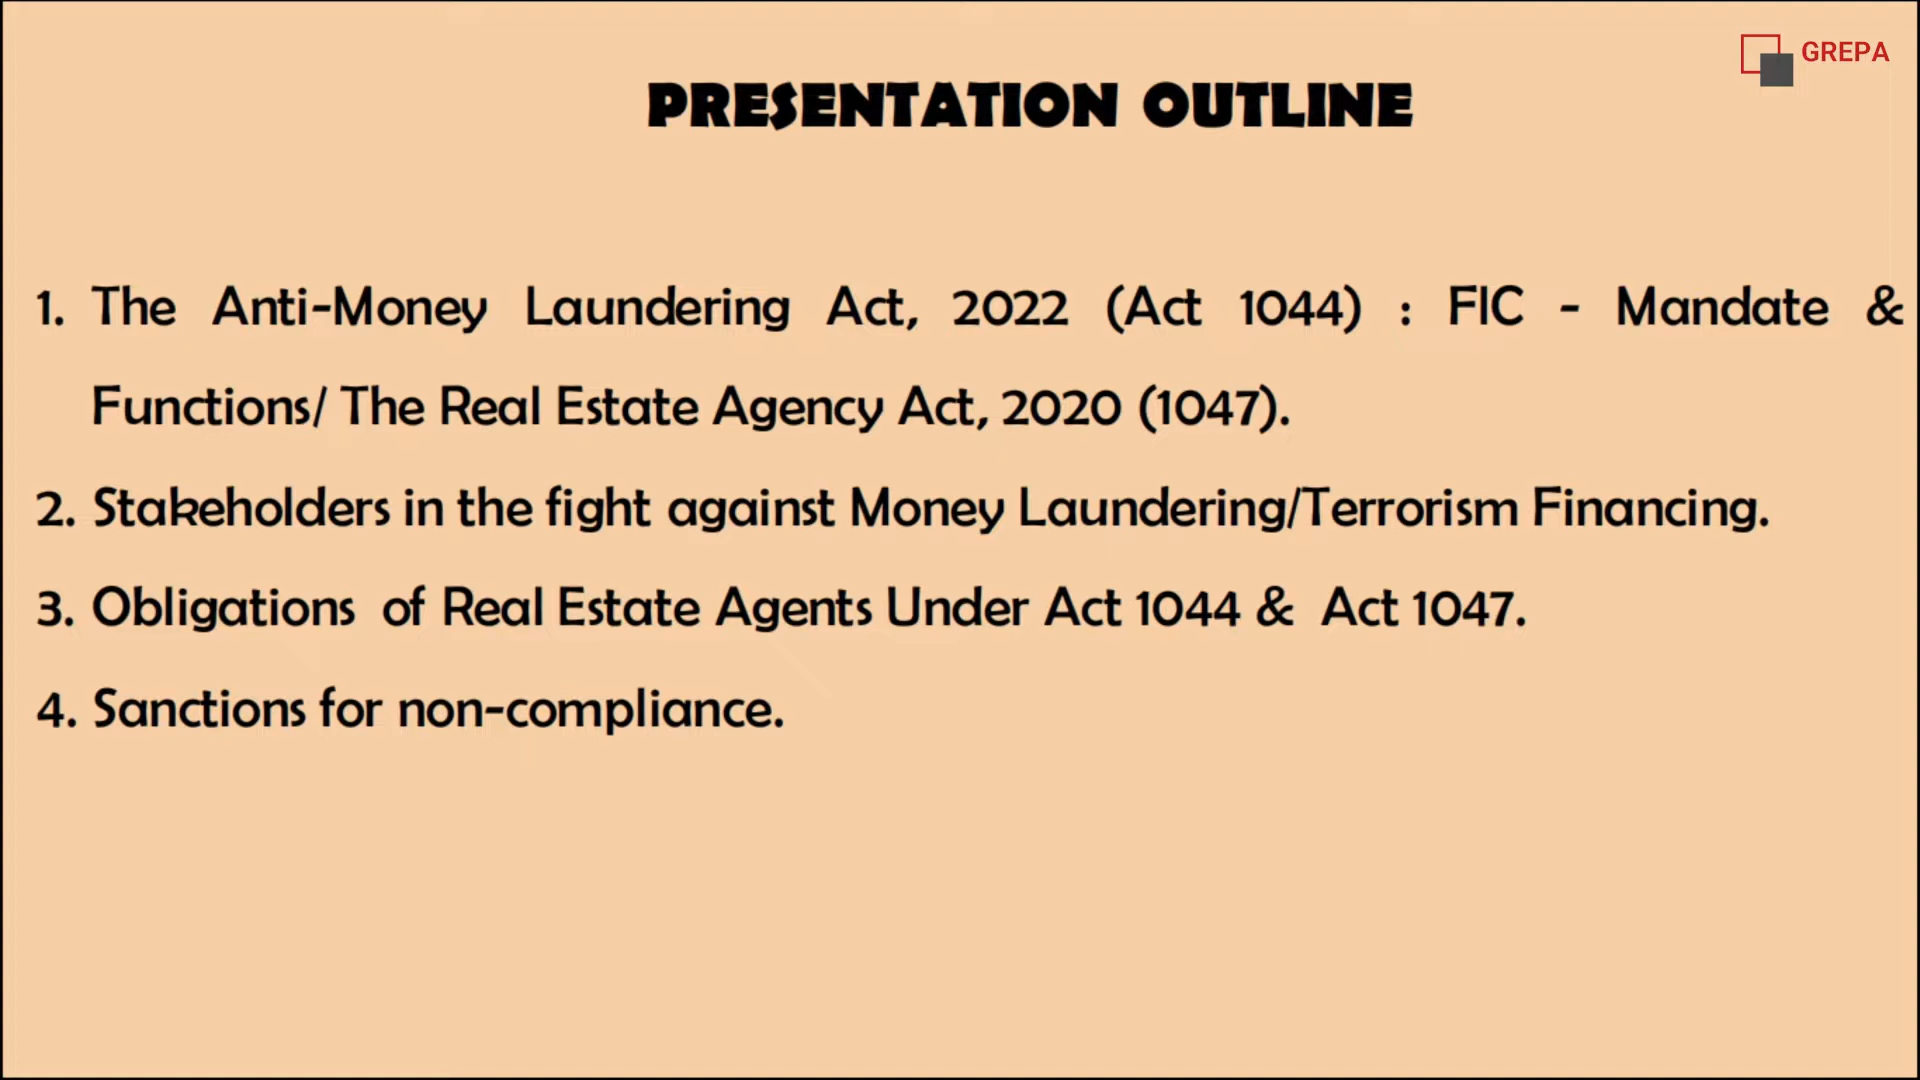 GREPA
PRESENTATION OUTLINE
1. The Anti-Money Laundering Act, 2022 (Act 1044) : FIC - Mandate &
Functions/ The Real Estate Agency Act, 2020 (1047).
2. Stakeholders in the fight against Money Laundering/Terrorism Financing.
3. Obligations of Real Estate Agents Under Act 1044 & Act 1047.
4. Sanctions for non-compliance.